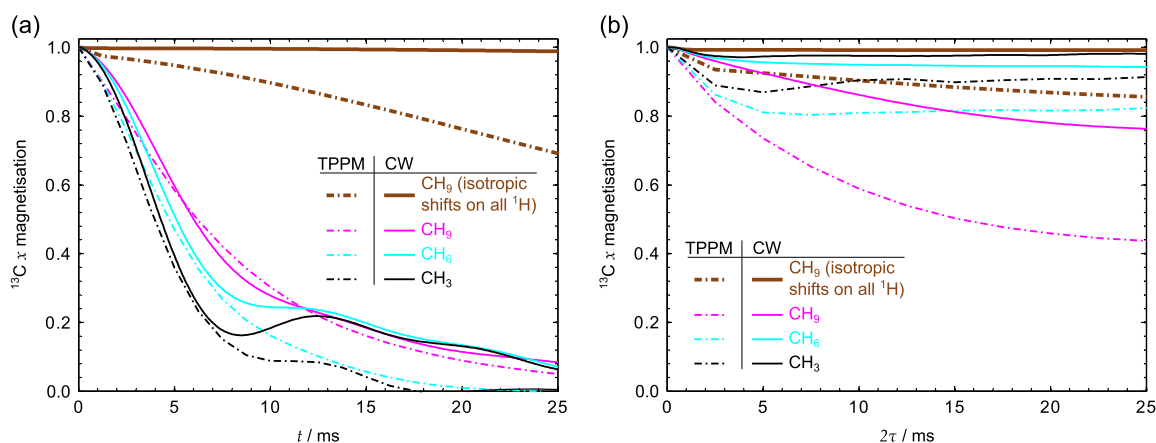 (a)
1.0
0.8
0.6
0.4
0.2
0.0
¹³C x magnetisation
TPPM CW
CH₉ (isotropic
shifts on all ¹H)
CH₉
CH₆
CH₃
0 5 10 15 20 25
t / ms
(b)
1.0
0.8
0.6
0.4
0.2
0.0
¹³C x magnetisation
TPPM CW
CH₉ (isotropic
shifts on all ¹H)
CH₉
CH₆
CH₃
0 5 10 15 20 25
2τ / ms